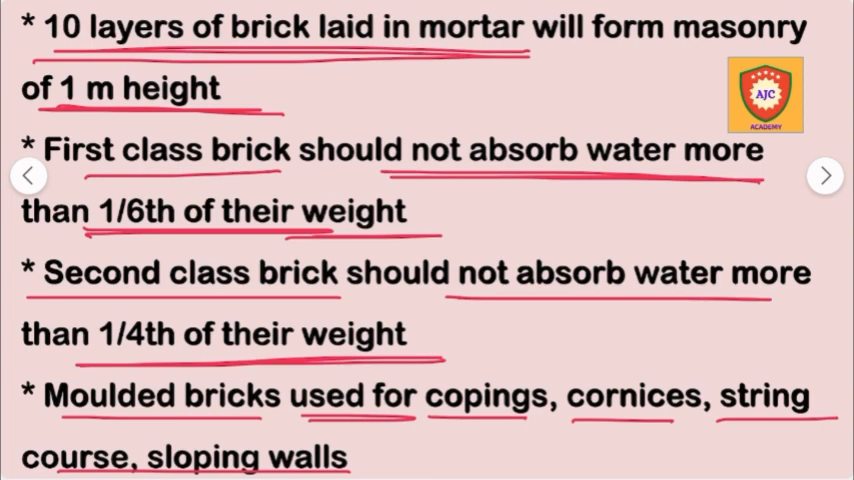 * 10 layers of brick laid in mortar will form masonry
of 1 m height
AJC
ACADEMY
* First class brick should not absorb water more
than 1/6th of their weight
* Second class brick should not absorb water more
than 1/4th of their weight
* Moulded bricks used for copings, cornices, string
course, sloping walls